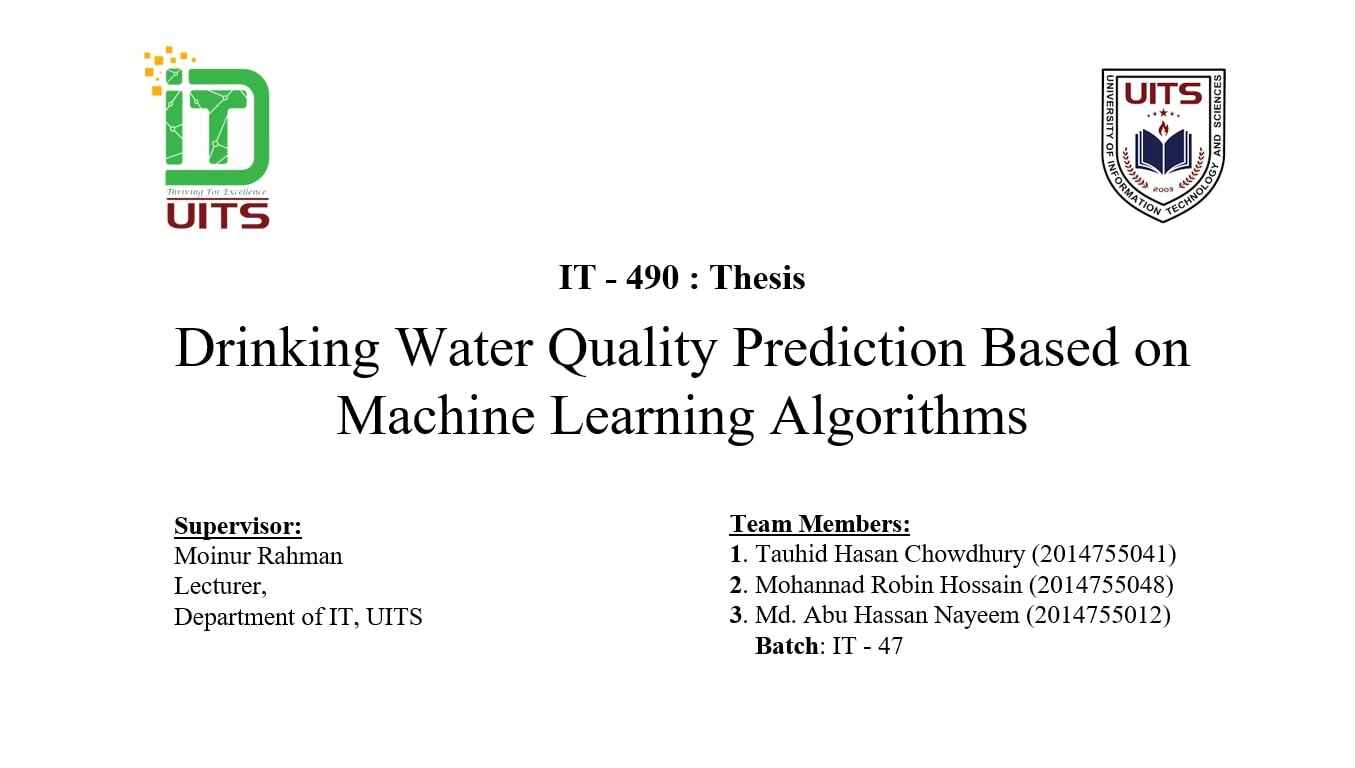 iTD
Thriving For Excellence
UITS
UITS
UNIVERSITY OF INFORMATION TECHNOLOGY AND SCIENCES
2003
IT - 490 : Thesis
Drinking Water Quality Prediction Based on
Machine Learning Algorithms
Supervisor:
Moinur Rahman
Lecturer,
Department of IT, UITS
Team Members:
1. Tauhid Hasan Chowdhury (2014755041)
2. Mohannad Robin Hossain (2014755048)
3. Md. Abu Hassan Nayeem (2014755012)
Batch: IT - 47